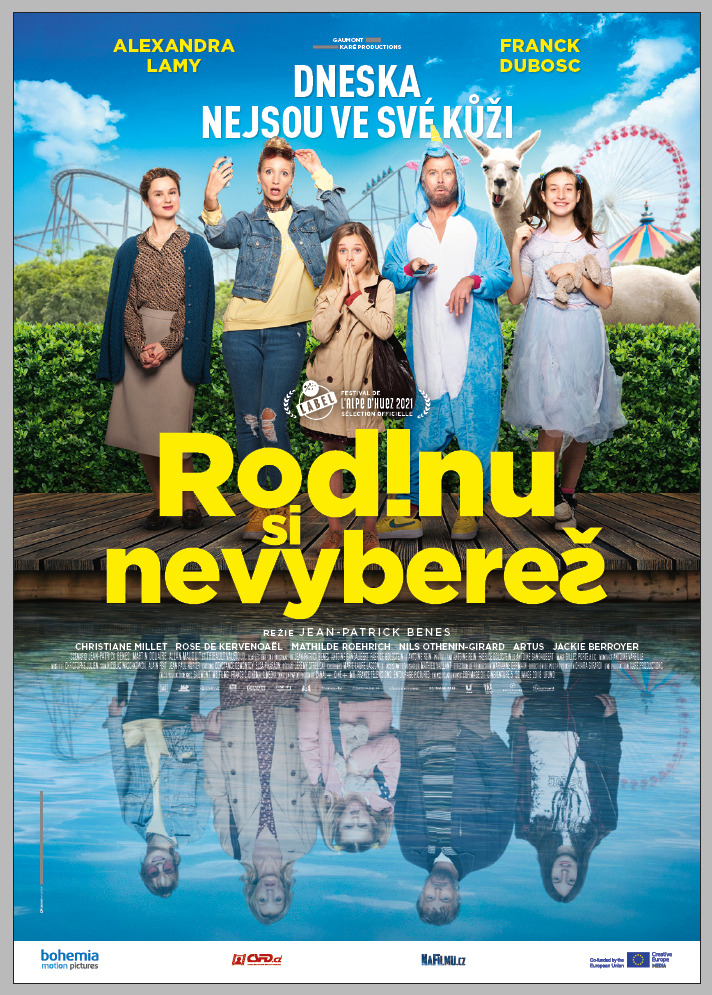 ALEXANDRA
LAMY
GAUMONT
KARÉ PRODUCTIONS
FRANCK
DUBOSC
DNESKA
NEJSOU VE SVÉ KŮŽI
LABEL
FESTIVAL DE
L'ALPE D'HUEZ 2021
SÉLECTION OFFICIELLE
Rod!nu
si
nevybereš
REŽIE JEAN-PATRICK BENES
CHRISTIANE MILLET ROSE DE KERVENOAËL MATHILDE ROEHRICH NILS OTHENIN-GIRARD ARTUS JACKIE BERROYER
bohemia
motion pictures
ČSFD.cz
NAFILMU.cz
Co-funded by the
European Union
Creative
Europe
MEDIA